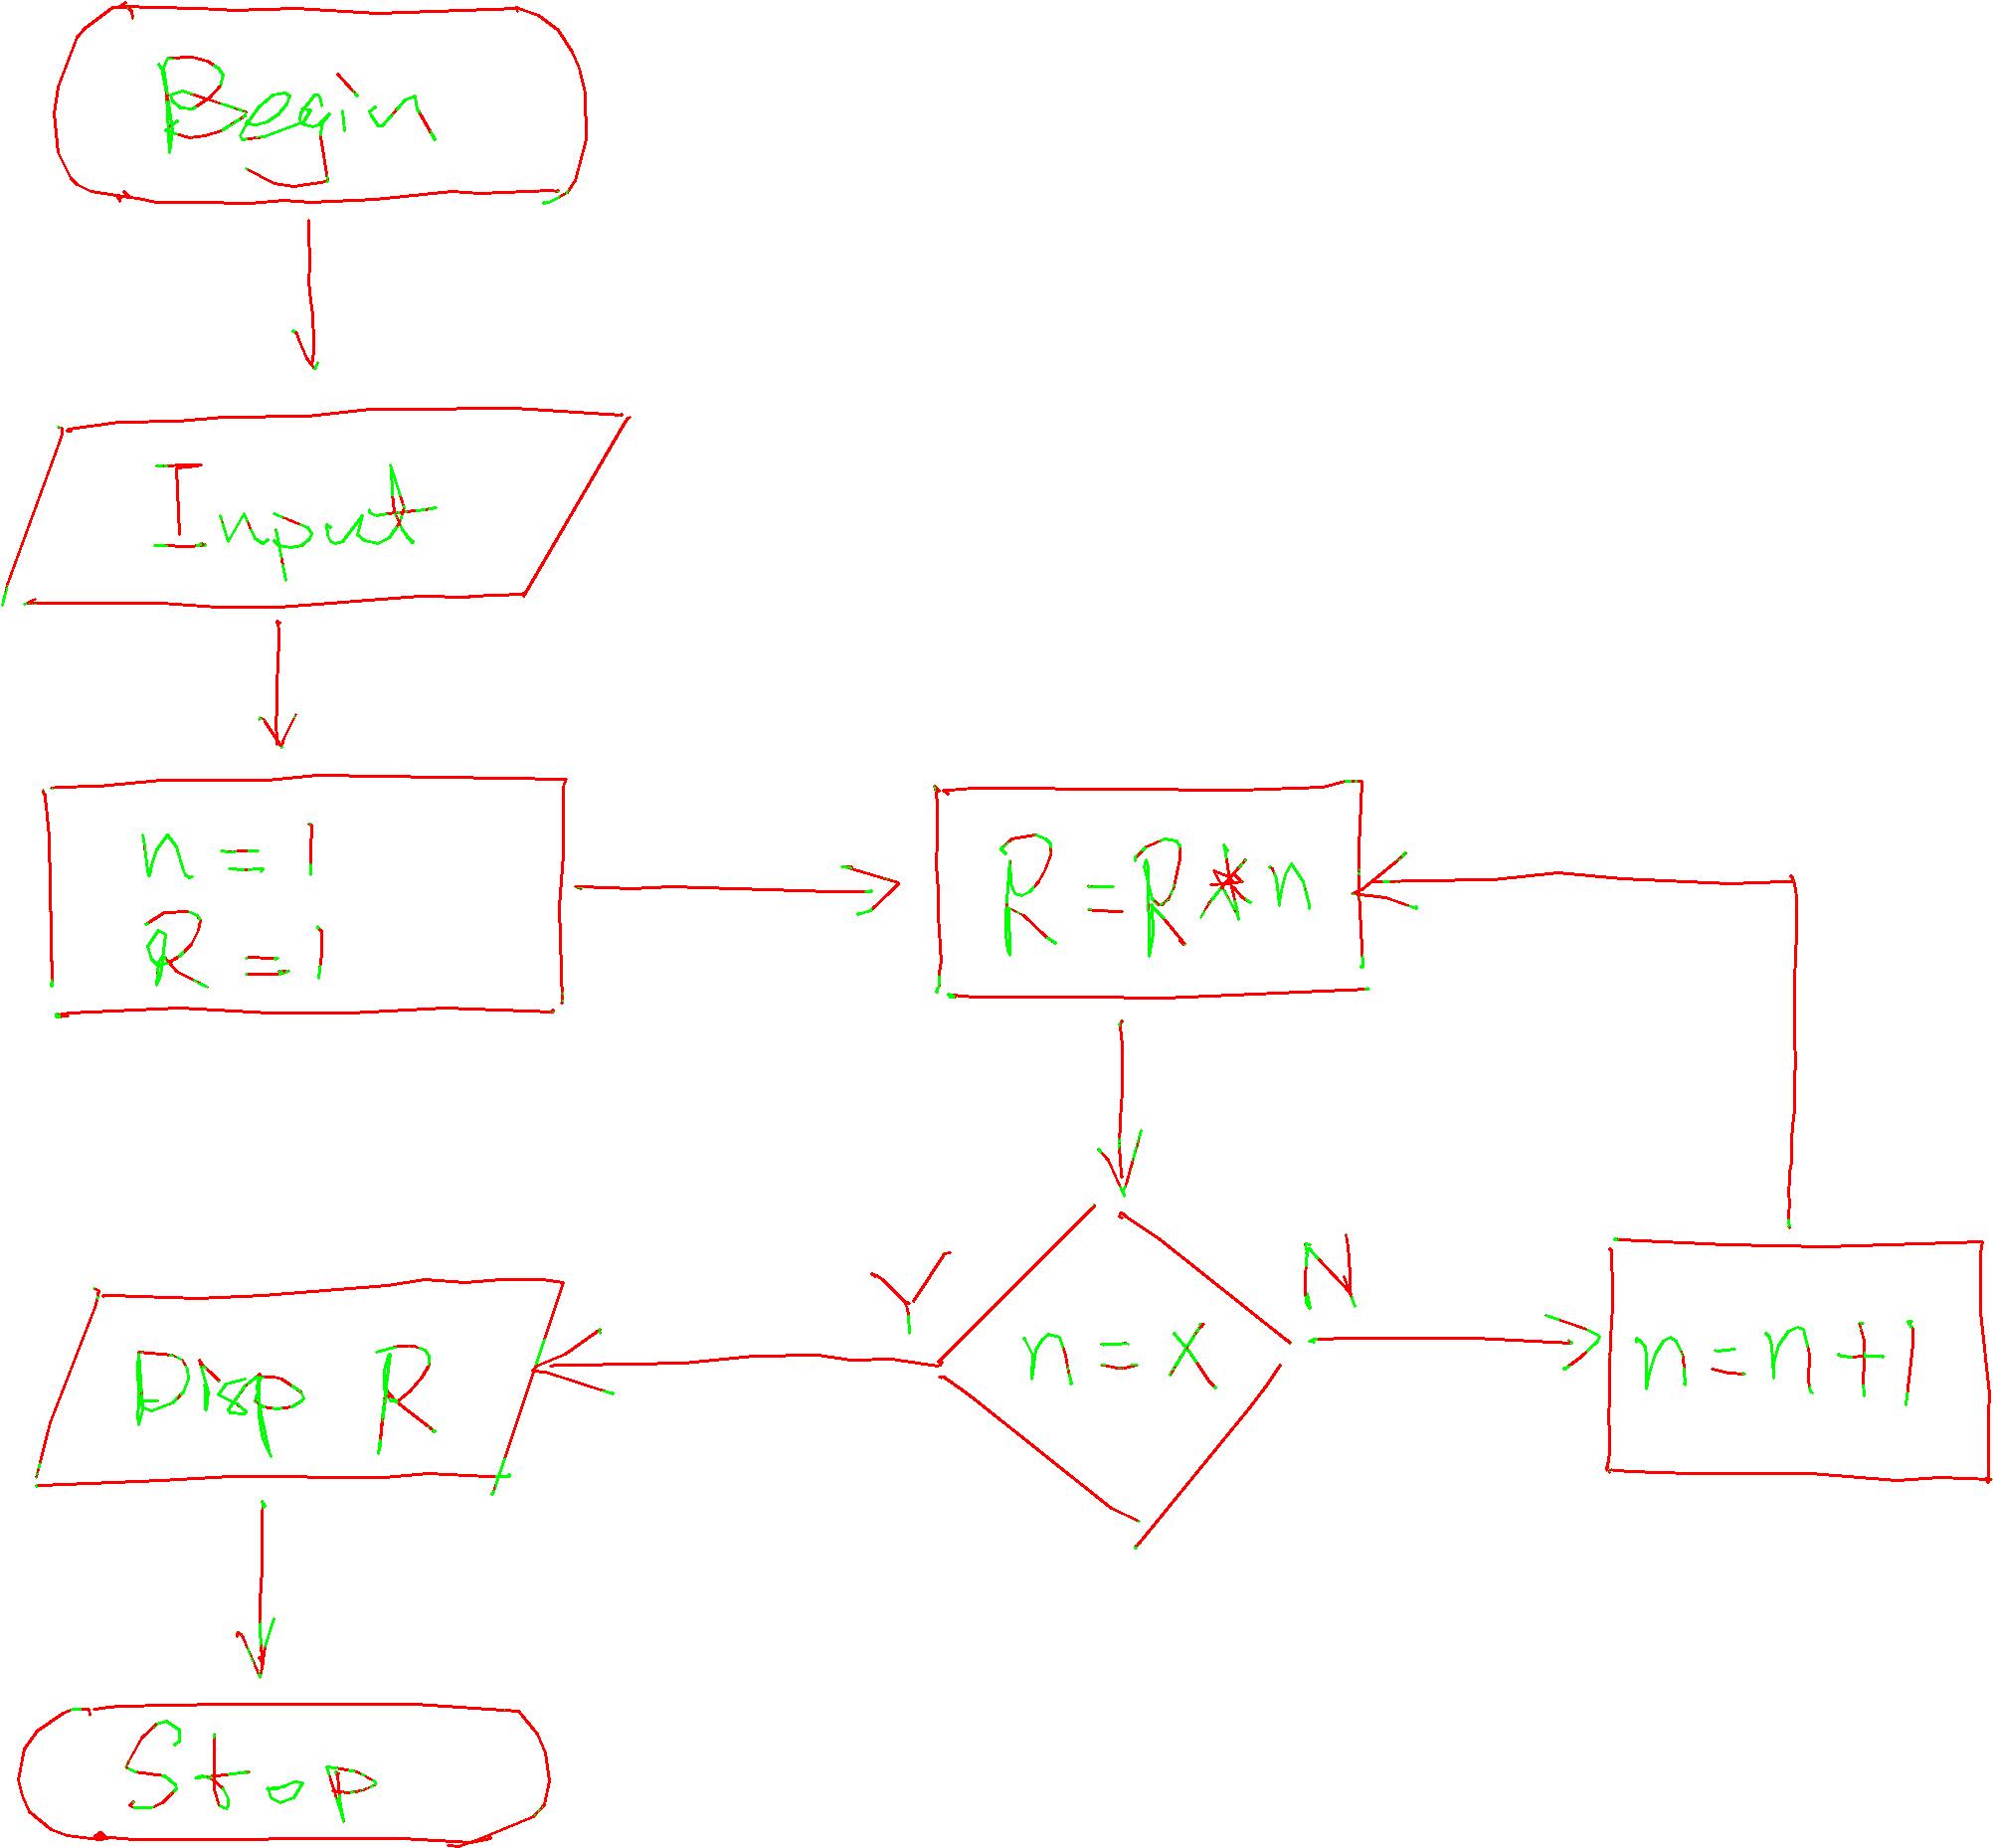 Begin
Input
n = 1
R = 1
R = R * n
Y
N
n = x
n = n + 1
Disp R
Stop